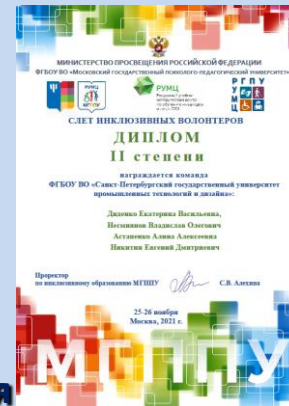 МИНИСТЕРСТВО ПРОСВЕЩЕНИЯ РОССИЙСКОЙ ФЕДЕРАЦИИ
ФГБОУ ВО «Московский государственный психолого-педагогический университет»
РУМЦ
РУМЦ
РГПУ
СЛЕТ ИНКЛЮЗИВНЫХ ВОЛОНТЕРОВ
ДИПЛОМ
II степени
награждается команда
ФГБОУ ВО «Санкт-Петербургский государственный университет
промышленных технологий и дизайна»:
Диденко Екатерина Васильевна,
Несминов Владислав Олегович
Астапенко Алина Алексеевна
Никитин Евгений Дмитриевич
Проректор
по инклюзивному образованию МГППУ
С.В. Алехина
25-26 ноября
Москва, 2021 г.
МГППУ